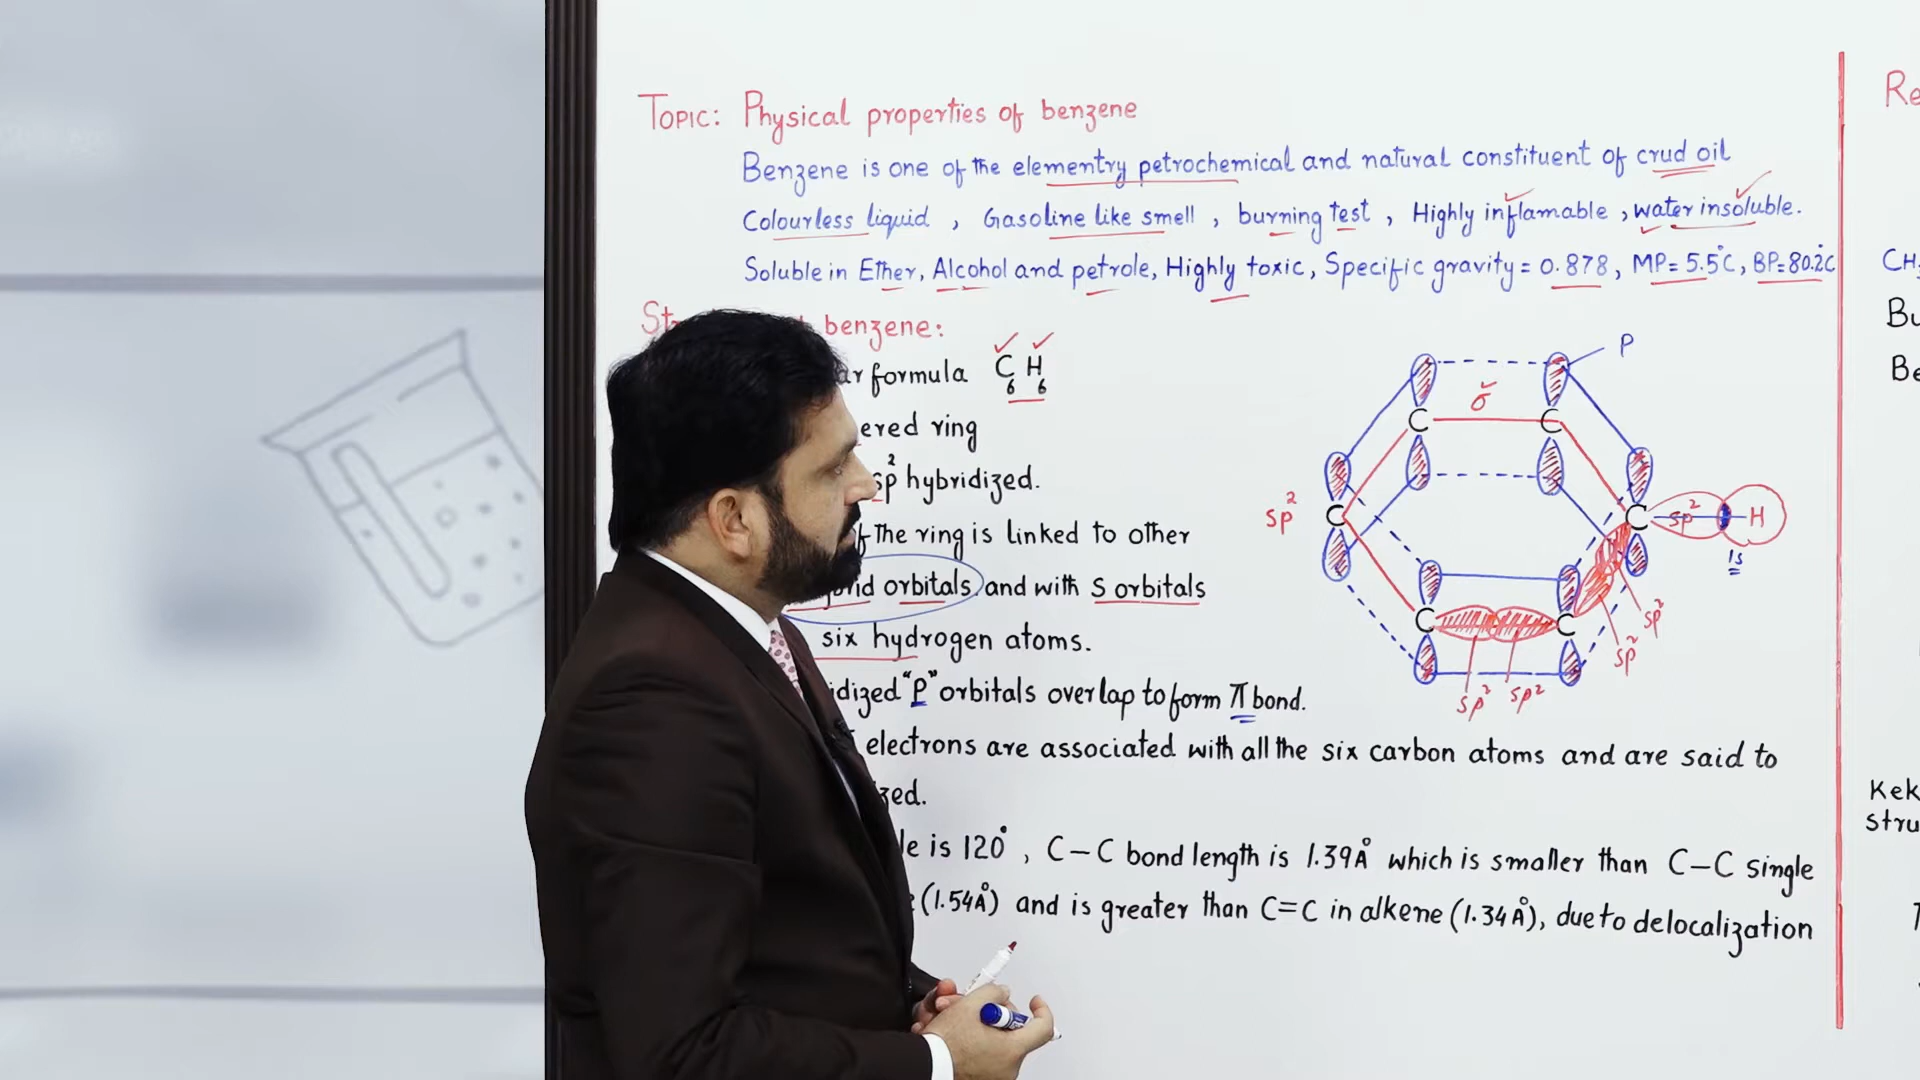 TOPIC: Physical properties of benzene
Benzene is one of the elementry petrochemical and natural constituent of crud oil
Colourless liquid , Gasoline like smell , burning test , Highly inflamable , water insoluble.
Soluble in Ether, Alcohol and petrole, Highly toxic, Specific gravity = 0.878, MP= 5.5°C, BP=80.2°C
benzene:
formula C6H6
ered ring
sp² hybridized.
the ring is linked to other
orbitals, and with S orbitals
six hydrogen atoms.
idized "P" orbitals overlap to form π bond.
electrons are associated with all the six carbon atoms and are said to
zed.
le is 120°, C–C bond length is 1.39Å which is smaller than C–C single
(1.54Å) and is greater than C=C in alkene (1.34Å), due to delocalization
P
σ
C C
sp² C C sp² H
1s
C C
sp²
sp²
sp² sp²
Re
CH3
Bu
Be
Kek
stru